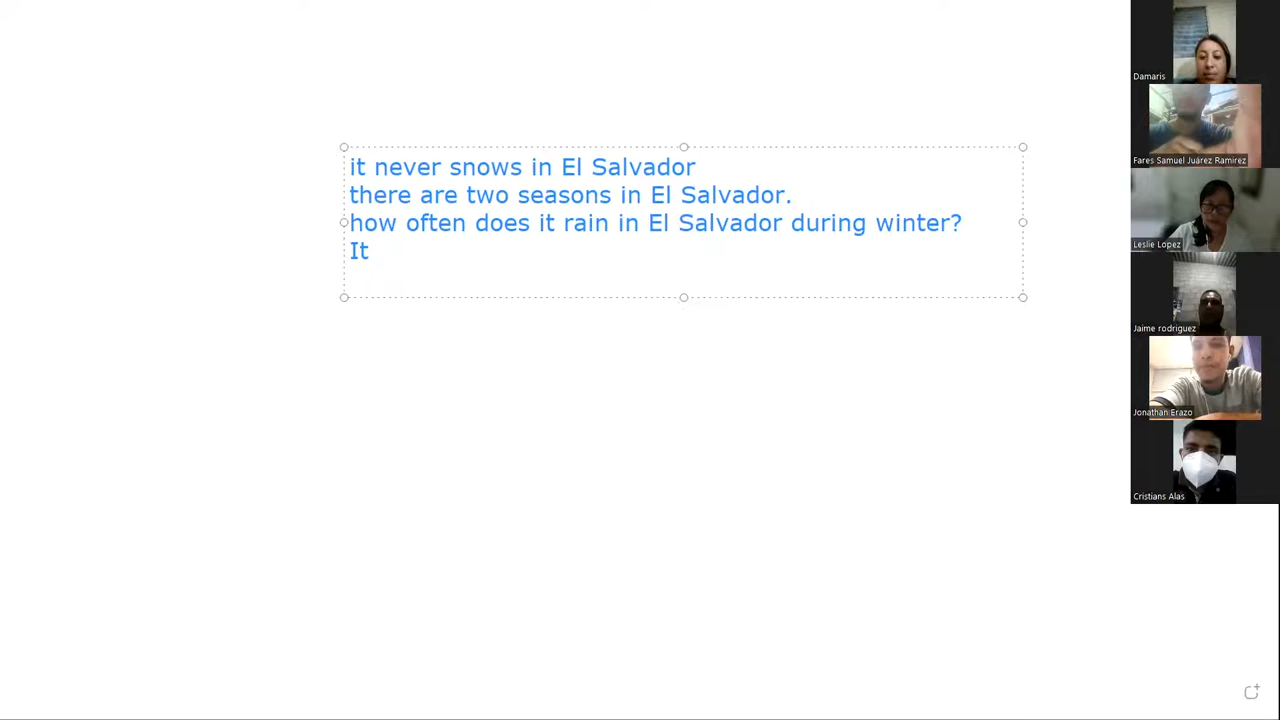 it never snows in El Salvador
there are two seasons in El Salvador.
how often does it rain in El Salvador during winter?
It
Damaris
Fares Samuel Juárez Ramirez
Leslie Lopez
Jaime rodriguez
Jonathan Erazo
Cristians Alas